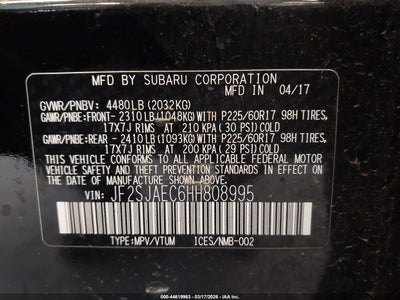 MFD BY SUBARU CORPORATION
04/17
GVWR/PNBV: 4480LB (2032KG)
GAWR/PNBE:FRONT- 2310LB(1048KG)WITH P225/60R17 98H TIRES,
17X7J RIMS AT 210 KPA (30 PSI) COLD
GAWR/PNBE:REAR - 2410LB(1093KG)WITH P225/60R17 98H TIRES,
17X7J RIMS AT 200 KPA (29 PSI) COLD
THIS VEHICLE CONFORMS TO ALL APPLICABLE FEDERAL MOTOR
VEHICLE SAFETY AND THEFT PREVENTION STANDARDS IN EFFECT
ON THE DATE OF MANUFACTURE SHOWN ABOVE.
VIN: JF2SJAEC6HH808995
TYPE:MPV/VTUM ICES/NMB-002
000-44619963 - 03/17/2026 - IAAI.COM